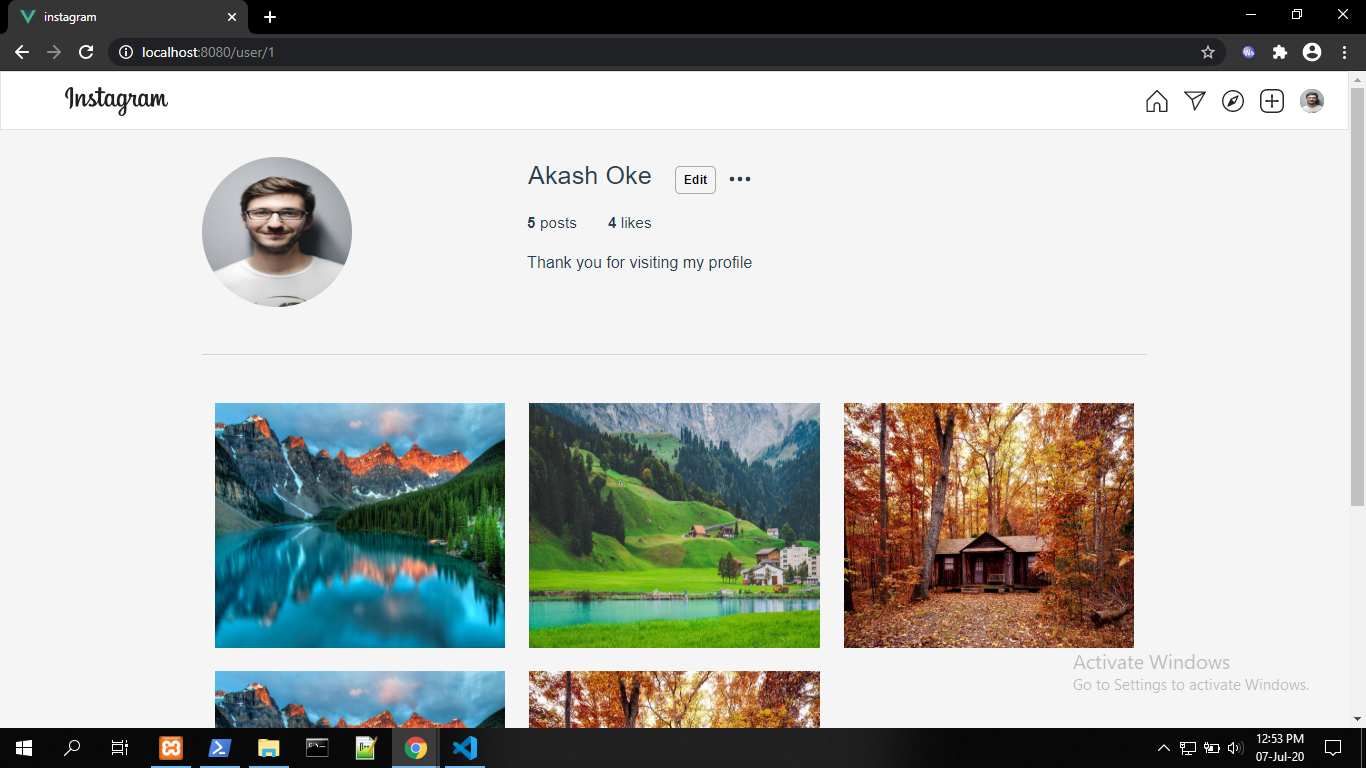 instagram
localhost:8080/user/1
Instagram
Akash Oke
Edit
5 posts
4 likes
Thank you for visiting my profile
Activate Windows
Go to Settings to activate Windows.
12:53 PM
07-Jul-20